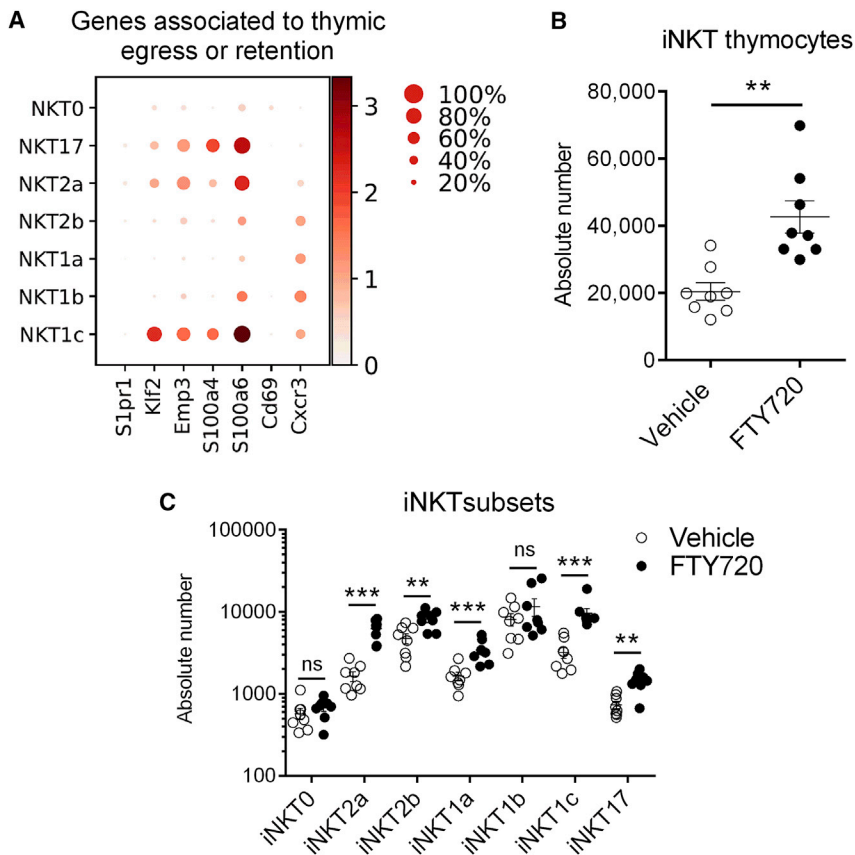 A
Genes associated to thymic
egress or retention
NKT0
NKT17
NKT2a
NKT2b
NKT1a
NKT1b
NKT1c
S1pr1
Klf2
Emp3
S100a4
S100a6
Cd69
Cxcr3
3
2
1
0
100%
80%
60%
40%
20%
B
iNKT thymocytes
**
80,000
60,000
40,000
20,000
0
Absolute number
Vehicle
FTY720
C
iNKTsubsets
Vehicle
FTY720
100000
10000
1000
100
Absolute number
ns
***
**
***
ns
***
**
iNKT0
iNKT2a
iNKT2b
iNKT1a
iNKT1b
iNKT1c
iNKT17